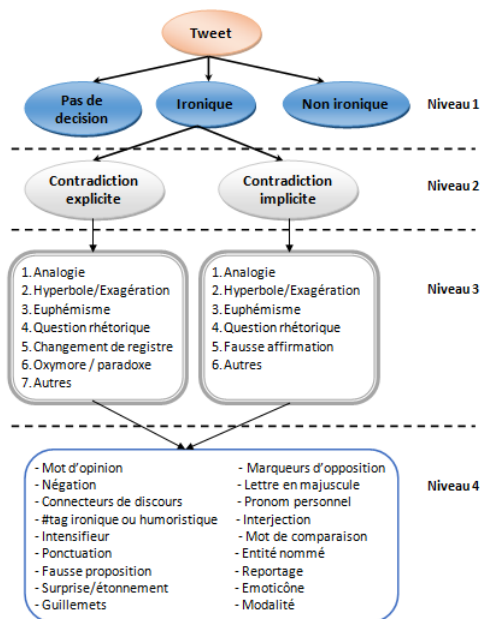 Tweet
Pas de
decision
Ironique
Non ironique
Niveau 1
Contradiction
explicite
Contradiction
implicite
Niveau 2
1. Analogie
2. Hyperbole/Exagération
3. Euphémisme
4. Question rhétorique
5. Changement de registre
6. Oxymore / paradoxe
7. Autres
1. Analogie
2. Hyperbole/Exagération
3. Euphémisme
4. Question rhétorique
5. Fausse affirmation
6. Autres
Niveau 3
- Mot d'opinion
- Négation
- Connecteurs de discours
- #tag ironique ou humoristique
- Intensifieur
- Ponctuation
- Fausse proposition
- Surprise/étonnement
- Guillemets
- Marqueurs d'opposition
- Lettre en majuscule
- Pronom personnel
- Interjection
- Mot de comparaison
- Entité nommé
- Reportage
- Emoticône
- Modalité
Niveau 4